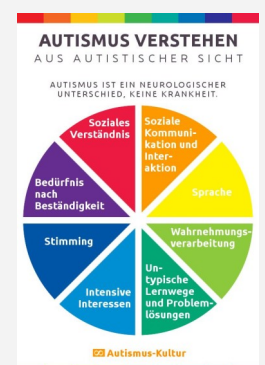 AUTISMUS VERSTEHEN
AUS AUTISTISCHER SICHT
AUTISMUS IST EIN NEUROLOGISCHER
UNTERSCHIED, KEINE KRANKHEIT.
Soziales
Verständnis
Soziale
Kommuni-
kation und
Inter-
aktion
Sprache
Wahrnehmungs-
verarbeitung
Un-
typische
Lernwege
und Problem-
lösungen
Intensive
Interessen
Stimming
Bedürfnis
nach
Beständigkeit
Autismus-Kultur